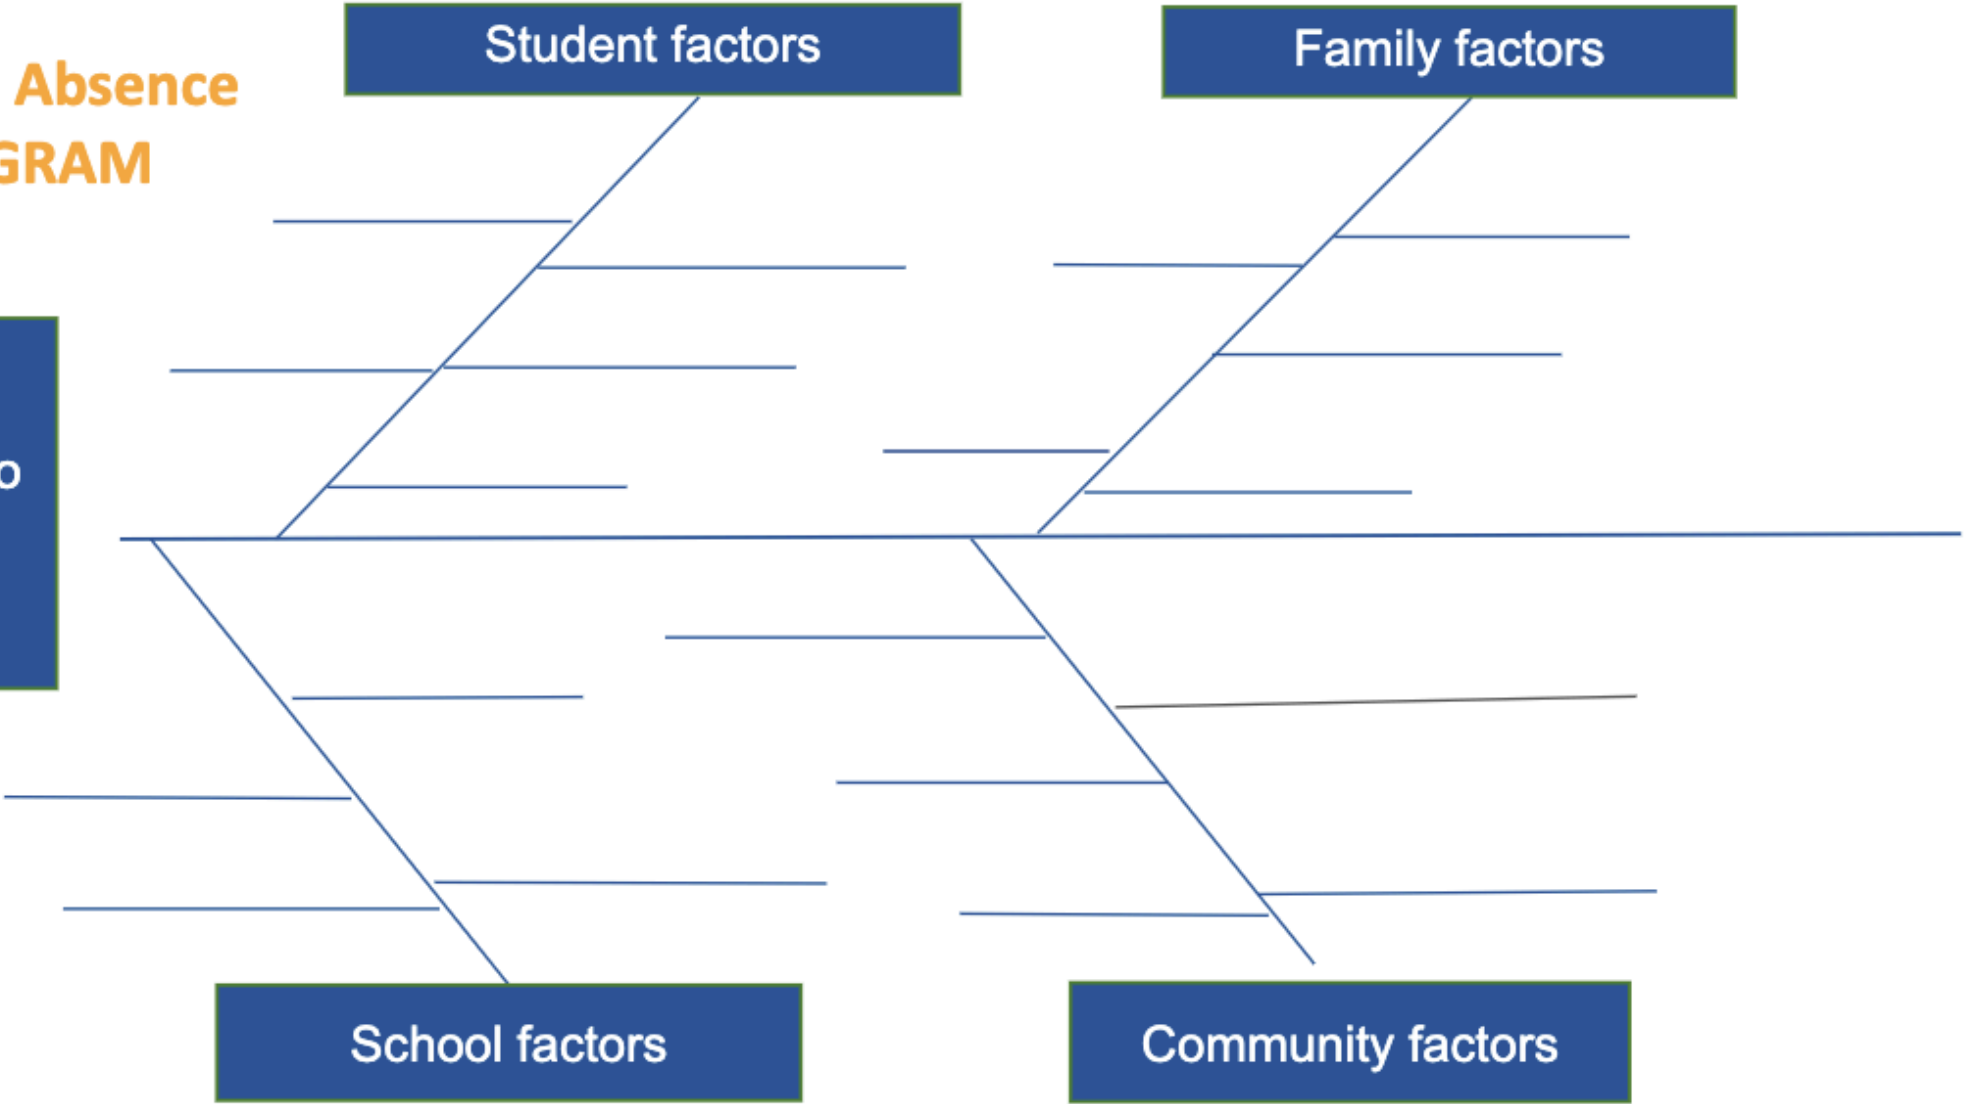 Student factors
Family factors
Absence
GRAM
School factors
Community factors